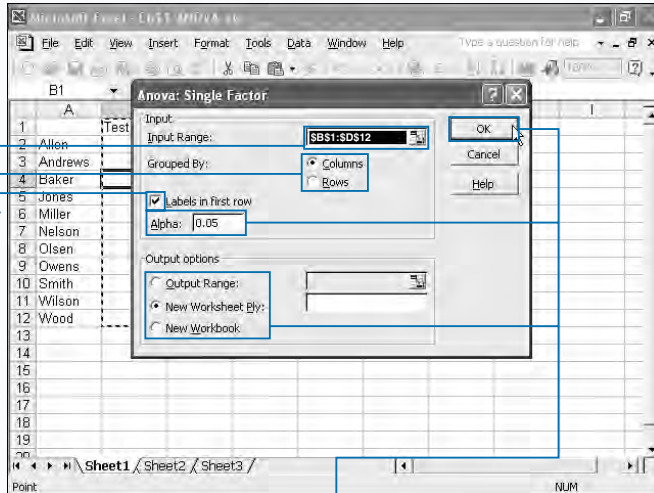 Microsoft Excel -
File Edit View Insert Format Tools Data Window Help
Type a question for help
B1
Anova: Single Factor
A
I
1
Test
2 Allen
3 Andrews
4 Baker
5 Jones
6 Miller
7 Nelson
8 Olsen
9 Owens
10 Smith
11 Wilson
12 Wood
13
14
15
16
17
18
19
20
Input
Input Range: $B$1:$D$12
Grouped By: Columns
Rows
Labels in first row
Alpha: 0.05
OK
Cancel
Help
Output options
Output Range:
New Worksheet Ply:
New Workbook
Sheet1 / Sheet2 / Sheet3 /
Point
NUM